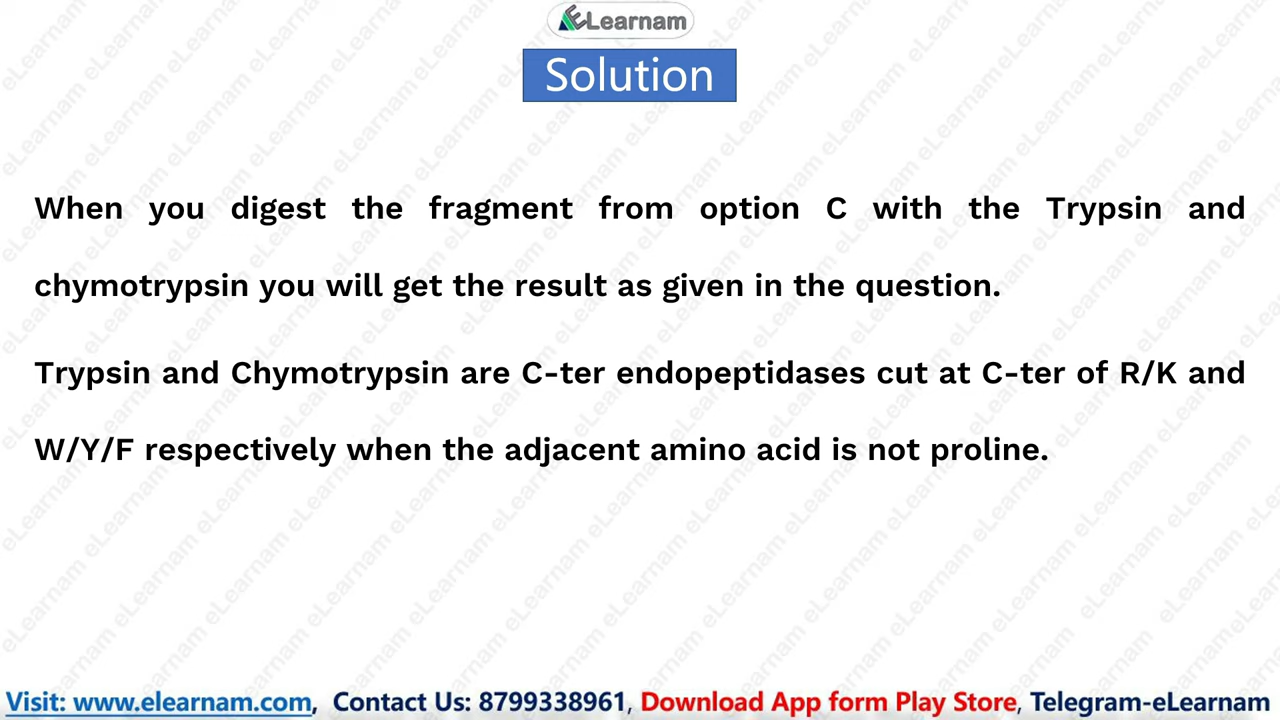 ELearnam
Solution
When you digest the fragment from option C with the Trypsin and
chymotrypsin you will get the result as given in the question.
Trypsin and Chymotrypsin are C-ter endopeptidases cut at C-ter of R/K and
W/Y/F respectively when the adjacent amino acid is not proline.
Visit: www.elearnam.com, Contact Us: 8799338961, Download App form Play Store, Telegram-eLearnam